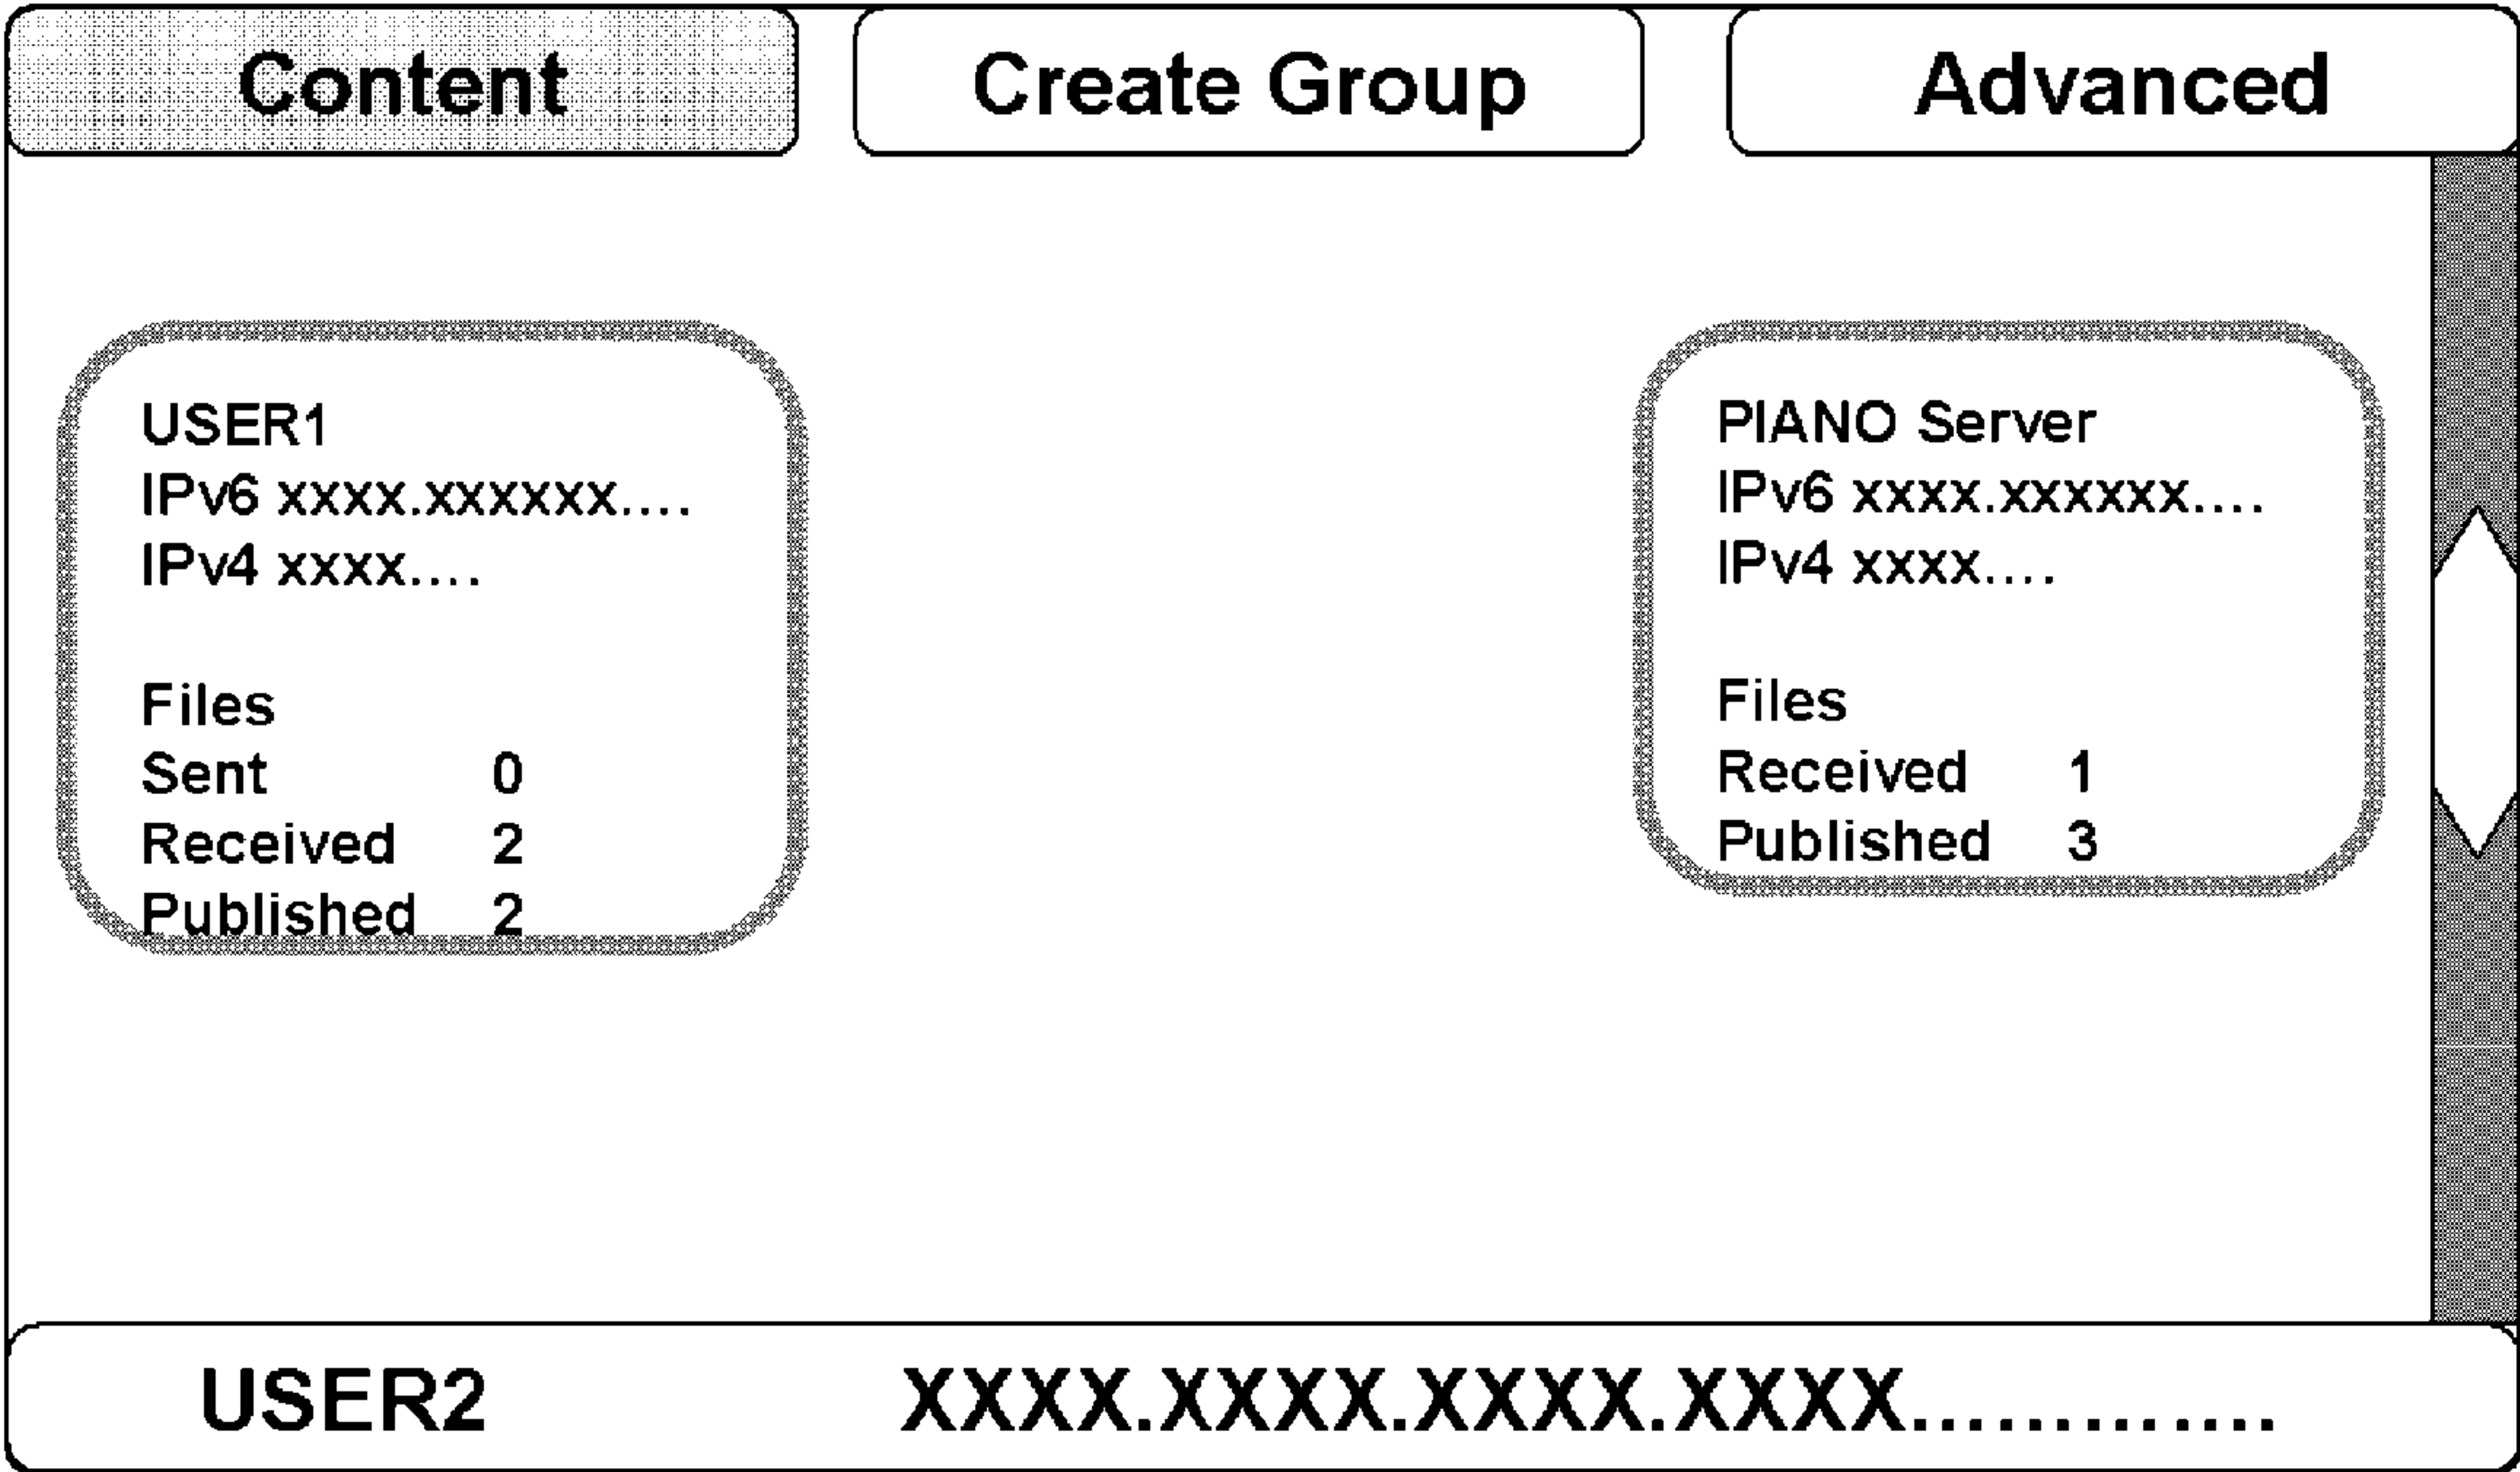 Content
Create Group
Advanced
USER1
IPv6 xxxx.xxxxxx....
IPv4 xxxx....
Files
Sent 0
Received 2
Published 2
PIANO Server
IPv6 xxxx.xxxxxx....
IPv4 xxxx....
Files
Received 1
Published 3
USER2 XXXX.XXXX.XXXX.XXXX.............